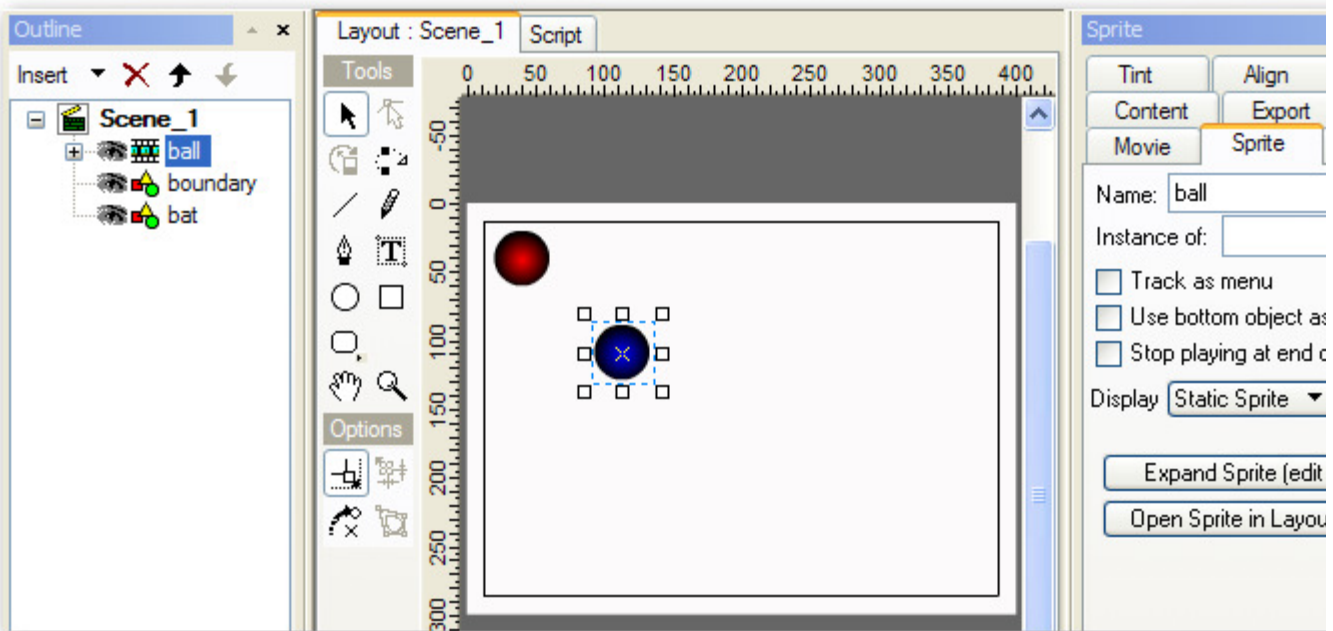 Outline
Insert
Scene_1
ball
boundary
bat
Layout : Scene_1 Script
Tools
Options
0 50 100 150 200 250 300 350 400
-50
0
50
100
150
200
250
300
T
Sprite
Tint Align
Content Export
Movie Sprite
Name: ball
Instance of:
Track as menu
Use bottom object as
Stop playing at end o
Display Static Sprite
Expand Sprite (edit
Open Sprite in Layou